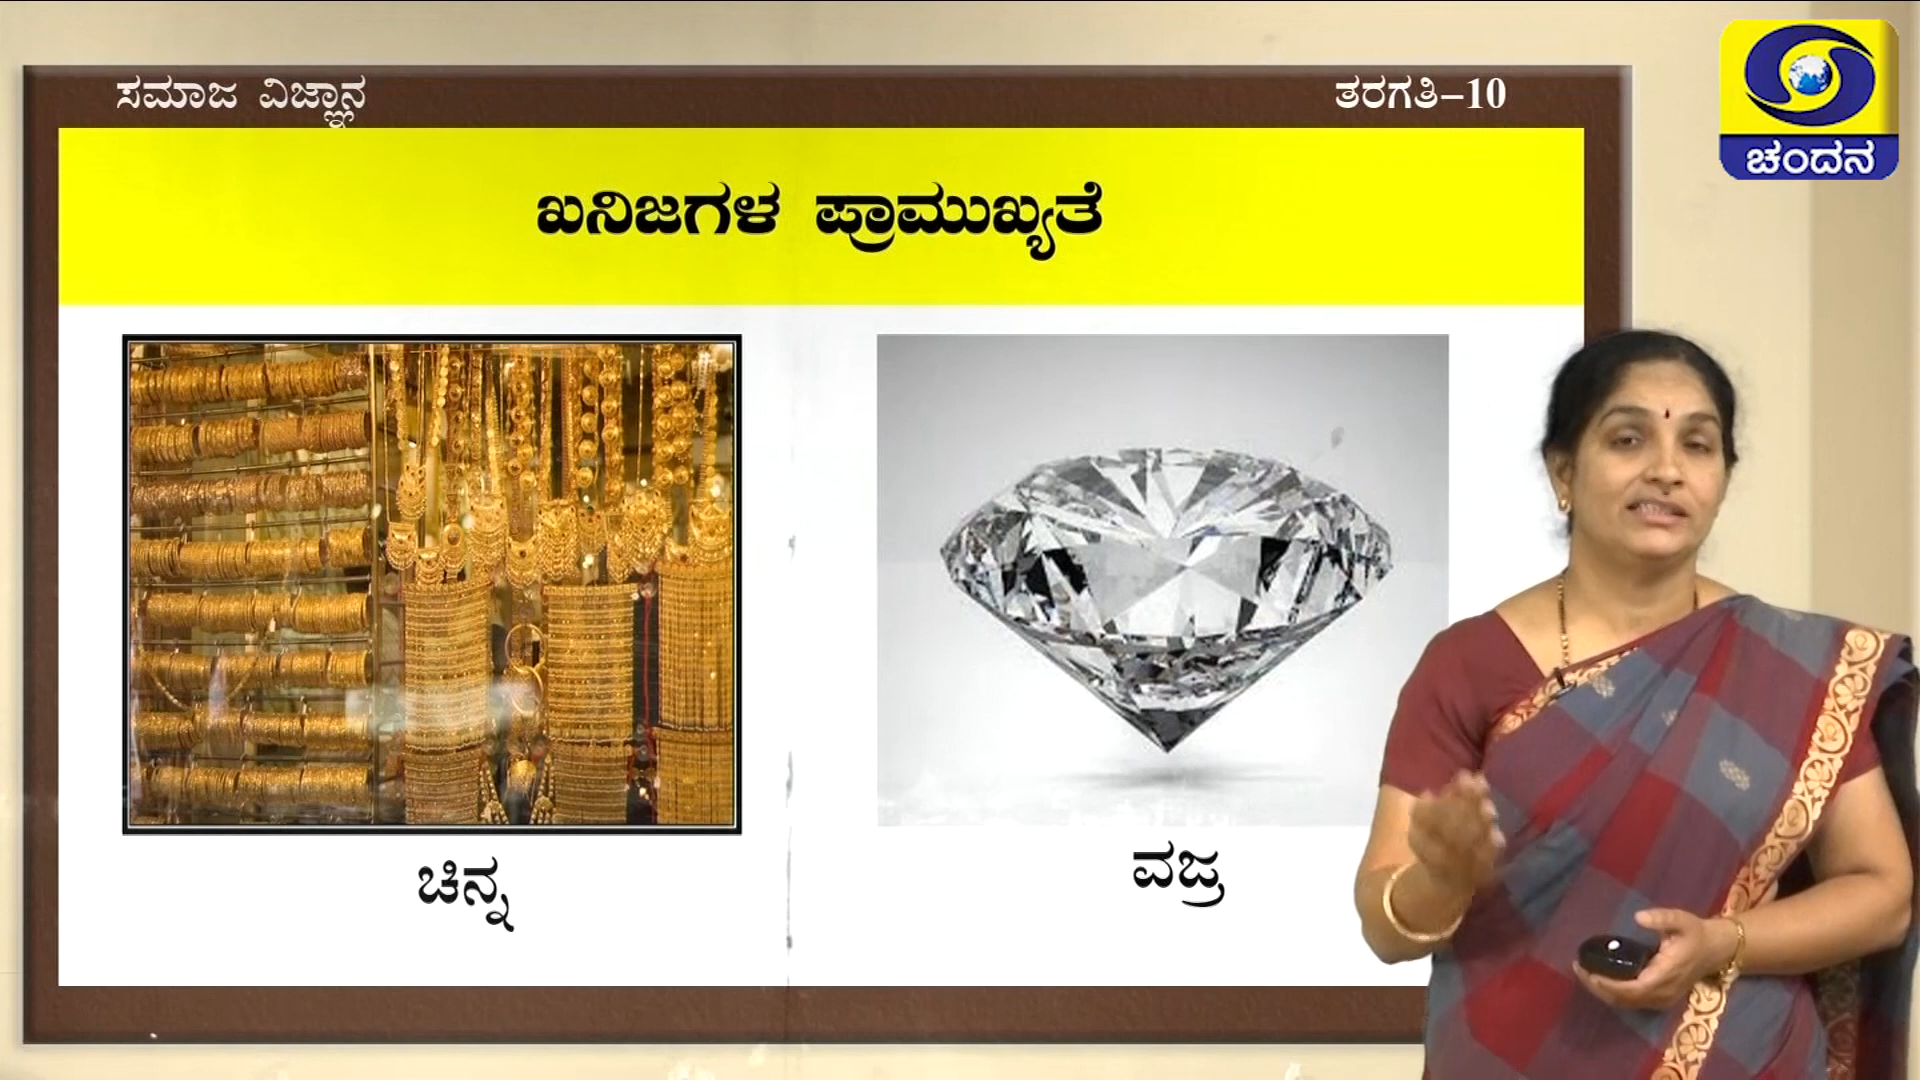 ಸಮಾಜ ವಿಜ್ಞಾನ
ತರಗತಿ-10
ಚಂದನ
ಖನಿಜಗಳ ಪ್ರಾಮುಖ್ಯತೆ
ಚಿನ್ನ
ವಜ್ರ